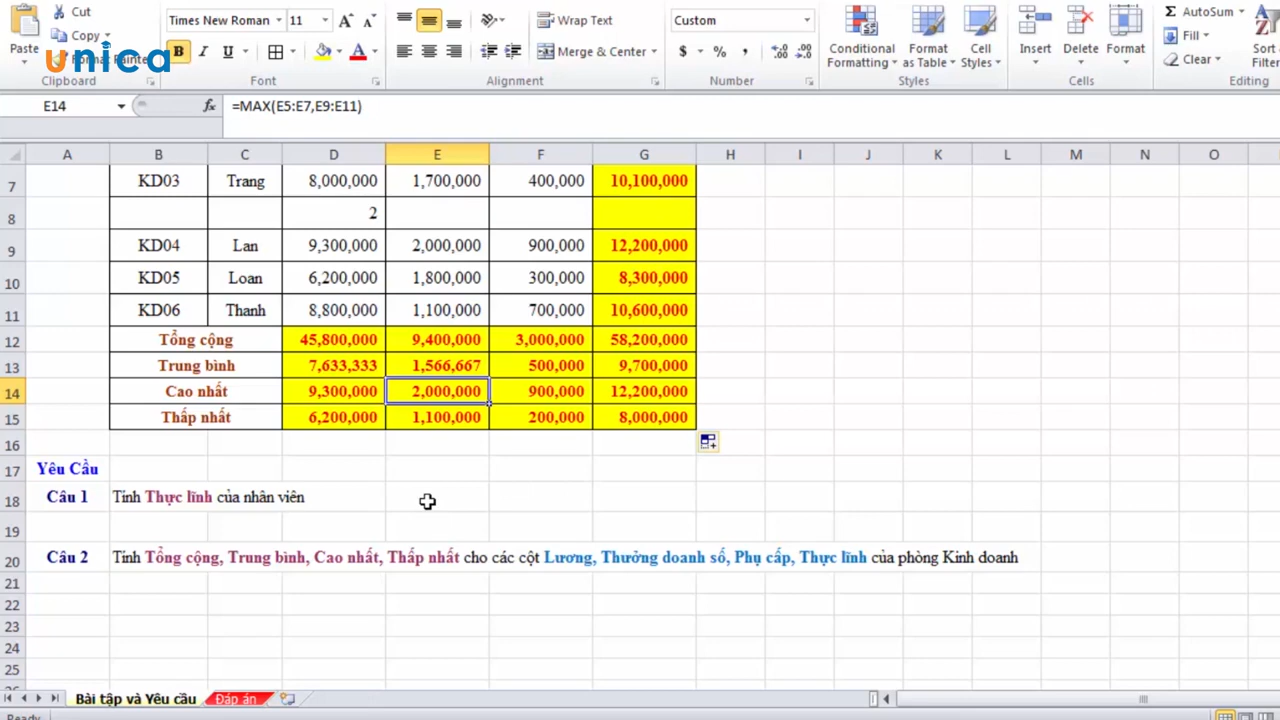 Cut
Times New Roman 11
Wrap Text
Custom
AutoSum
Copy
Fill
Paste
unica
B I U
Merge & Center
$ % ,
Conditional Formatting
Format as Table
Cell Styles
Insert Delete Format
Clear
Sort
Filter
Clipboard Font Alignment Number Styles Cells Editing
E14 fx =MAX(E5:E7,E9:E11)
A B C D E F G H I J K L M N O
7 KD03 Trang 8,000,000 1,700,000 400,000 10,100,000
8 2
9 KD04 Lan 9,300,000 2,000,000 900,000 12,200,000
10 KD05 Loan 6,200,000 1,800,000 300,000 8,300,000
11 KD06 Thanh 8,800,000 1,100,000 700,000 10,600,000
12 Tổng cộng 45,800,000 9,400,000 3,000,000 58,200,000
13 Trung bình 7,633,333 1,566,667 500,000 9,700,000
14 Cao nhất 9,300,000 2,000,000 900,000 12,200,000
15 Thấp nhất 6,200,000 1,100,000 200,000 8,000,000
16
17 Yêu Cầu
18 Câu 1 Tính Thực lĩnh của nhân viên
19
20 Câu 2 Tính Tổng cộng, Trung bình, Cao nhất, Thấp nhất cho các cột Lương, Thưởng doanh số, Phụ cấp, Thực lĩnh của phòng Kinh doanh
21
22
23
24
25
Bài tập và Yêu cầu Đáp án
Ready